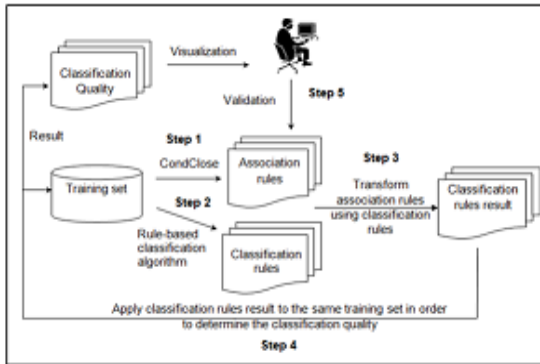 Classification
Quality
Visualization
Validation
Step 5
Result
Step 1
CondClose
Training set
Association
rules
Step 3
Transform
association rules
using classification
rules
Classification
rules result
Step 2
Rule-based
classification
algorithm
Classification
rules
Apply classification rules result to the same training set in order
to determine the classification quality
Step 4